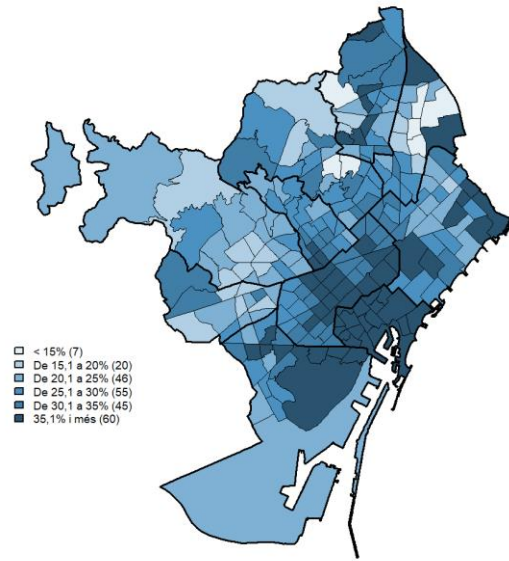 < 15% (7)
De 15,1 a 20% (20)
De 20,1 a 25% (46)
De 25,1 a 30% (55)
De 30,1 a 35% (45)
35,1% i més (60)